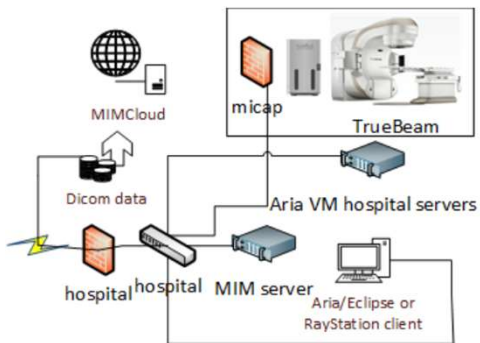 micap
TrueBeam
MIMCloud
Dicom data
Aria VM hospital servers
hospital
hospital
MIM server
Aria/Eclipse or
RayStation client